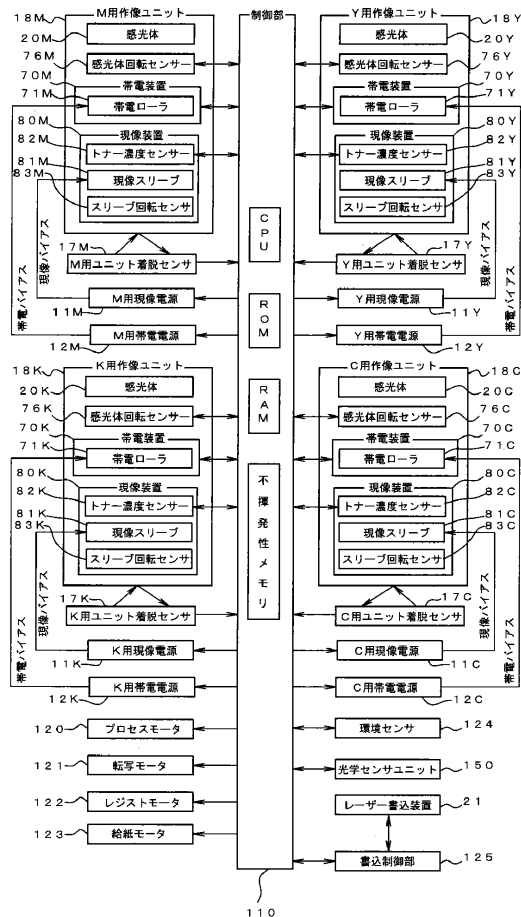 18M
M用作像ユニット
20M
感光体
76M
感光体回転センサー
70M
帯電装置
71M
帯電ローラ
80M
現像装置
82M
トナー濃度センサー
81M
現像スリーブ
83M
スリーブ回転センサ
17M
M用ユニット着脱センサ
現像バイアス
帯電バイアス
M用現像電源
11M
M用帯電電源
12M
制御部
CPU
ROM
RAM
不揮発性メモリ
110
Y用作像ユニット
18Y
感光体
20Y
感光体回転センサー
76Y
帯電装置
70Y
帯電ローラ
71Y
現像装置
80Y
トナー濃度センサー
82Y
現像スリーブ
81Y
スリーブ回転センサ
83Y
17Y
Y用ユニット着脱センサ
現像バイアス
帯電バイアス
Y用現像電源
11Y
Y用帯電電源
12Y
18K
K用作像ユニット
20K
感光体
76K
感光体回転センサー
70K
帯電装置
71K
帯電ローラ
80K
現像装置
82K
トナー濃度センサー
81K
現像スリーブ
83K
スリーブ回転センサ
17K
K用ユニット着脱センサ
現像バイアス
帯電バイアス
K用現像電源
11K
K用帯電電源
12K
C用作像ユニット
18C
感光体
20C
感光体回転センサー
76C
帯電装置
70C
帯電ローラ
71C
現像装置
80C
トナー濃度センサー
82C
現像スリーブ
81C
スリーブ回転センサ
83C
17C
C用ユニット着脱センサ
現像バイアス
帯電バイアス
C用現像電源
11C
C用帯電電源
12C
120
プロセスモータ
121
転写モータ
122
レジストモータ
123
給紙モータ
環境センサ
124
光学センサユニット
150
レーザー書込装置
21
書込制御部
125